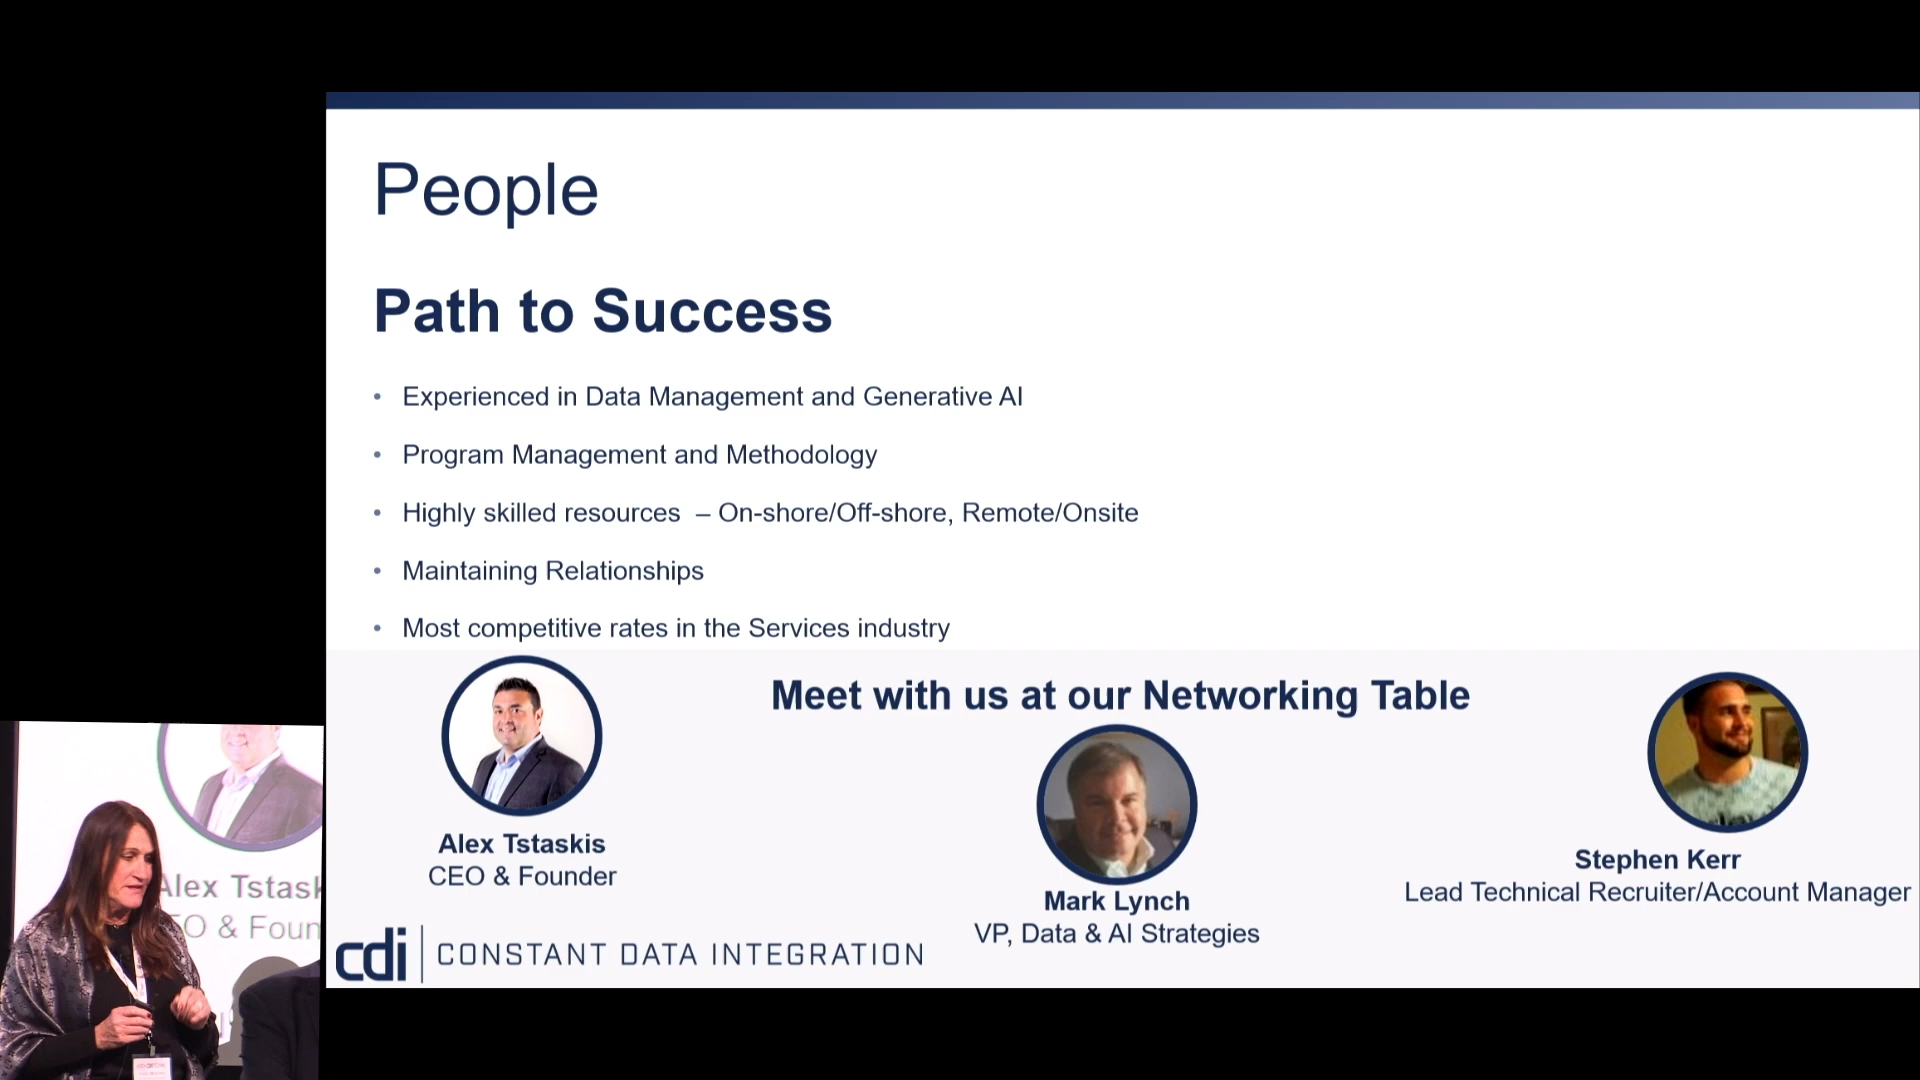 People
Path to Success
• Experienced in Data Management and Generative AI
• Program Management and Methodology
• Highly skilled resources – On-shore/Off-shore, Remote/Onsite
• Maintaining Relationships
• Most competitive rates in the Services industry
Meet with us at our Networking Table
Alex Tstaskis
CEO & Founder
Mark Lynch
VP, Data & AI Strategies
Stephen Kerr
Lead Technical Recruiter/Account Manager
cdi | CONSTANT DATA INTEGRATION
Alex Tstask
EO & Foun